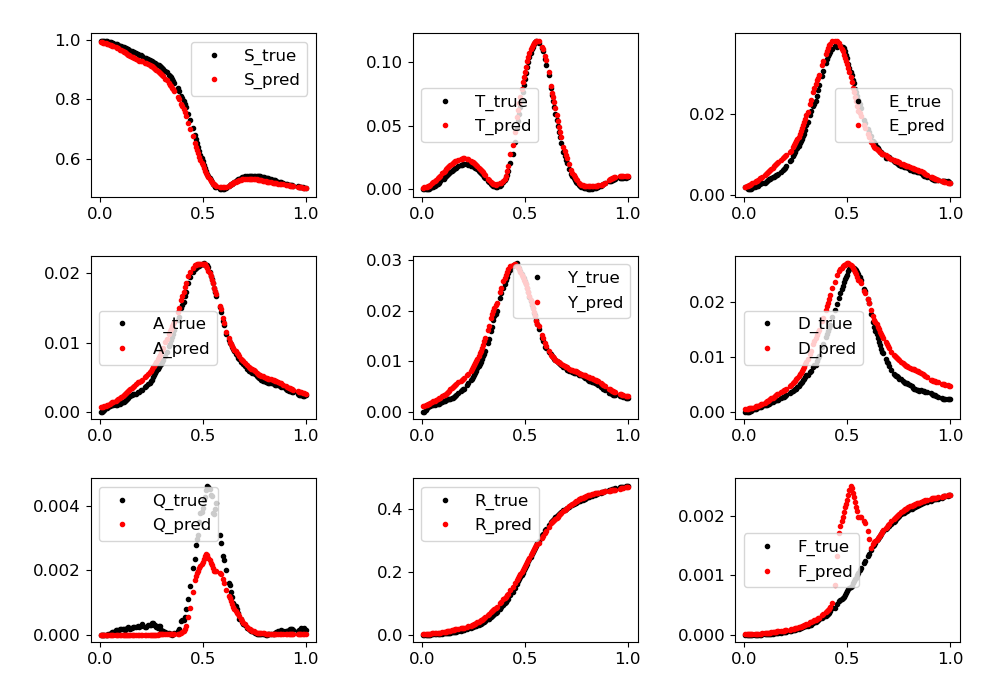 1.0
0.8
0.6
0.0 0.5 1.0
S_true
S_pred
0.10
0.05
0.00
0.0 0.5 1.0
T_true
T_pred
0.02
0.00
0.0 0.5 1.0
E_true
E_pred
0.02
0.01
0.00
0.0 0.5 1.0
A_true
A_pred
0.03
0.02
0.01
0.00
0.0 0.5 1.0
Y_true
Y_pred
0.02
0.01
0.00
0.0 0.5 1.0
D_true
D_pred
0.004
0.002
0.000
0.0 0.5 1.0
Q_true
Q_pred
0.4
0.2
0.0
0.0 0.5 1.0
R_true
R_pred
0.002
0.001
0.000
0.0 0.5 1.0
F_true
F_pred